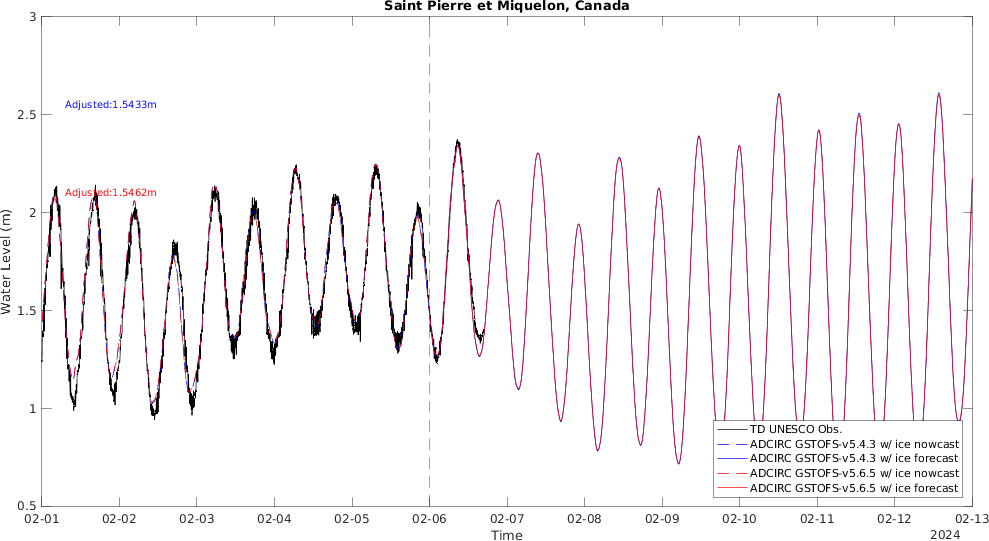 Saint Pierre et Miquelon, Canada
3
2.5
2
1.5
1
0.5
Water Level (m)
Adjusted:1.5433m
Adjusted:1.5462m
TD UNESCO Obs.
ADCIRC GSTOFS-v5.4.3 w/ ice nowcast
ADCIRC GSTOFS-v5.4.3 w/ ice forecast
ADCIRC GSTOFS-v5.6.5 w/ ice nowcast
ADCIRC GSTOFS-v5.6.5 w/ ice forecast
02-01 02-02 02-03 02-04 02-05 02-06 02-07 02-08 02-09 02-10 02-11 02-12 02-13
Time
2024